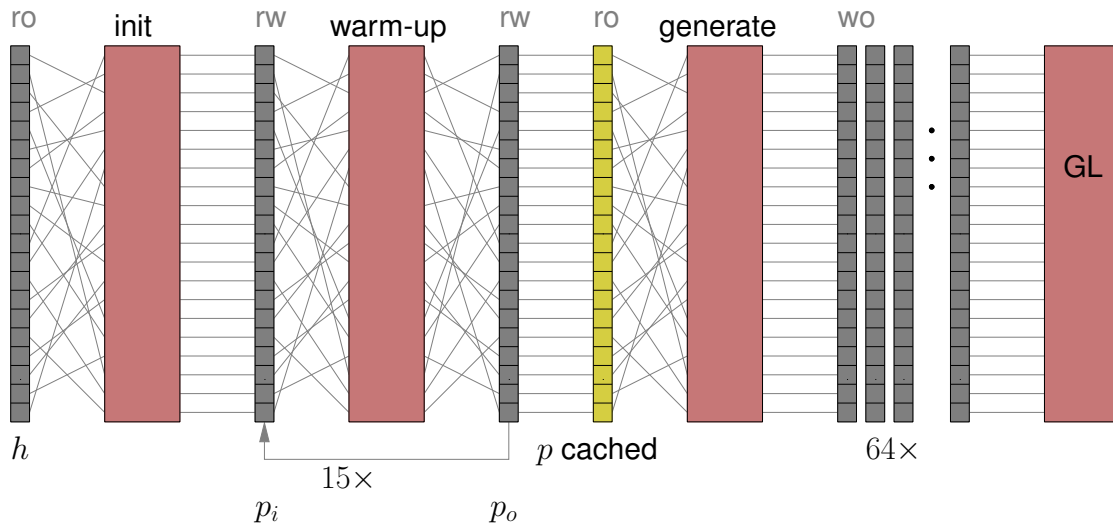 ro init rw warm-up rw ro generate wo
GL
h p cached 64×
15×
p_i p_o